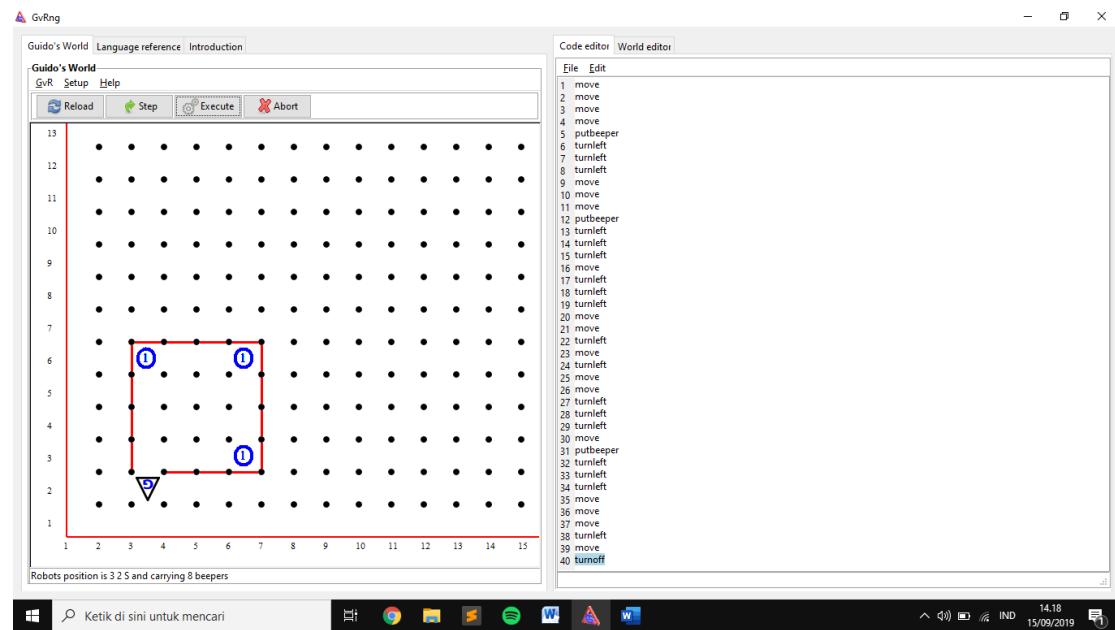 GvRng
Guido's World Language reference Introduction
Guido's World
GvR Setup Help
Reload Step Execute Abort
13
12
11
10
9
8
7
6
5
4
3
2
1
1 1
1
G
1 2 3 4 5 6 7 8 9 10 11 12 13 14 15
Robots position is 3 2 S and carrying 8 beepers
Code editor World editor
File Edit
1 move
2 move
3 move
4 move
5 putbeeper
6 turnleft
7 turnleft
8 turnleft
9 move
10 move
11 move
12 putbeeper
13 turnleft
14 turnleft
15 turnleft
16 move
17 turnleft
18 turnleft
19 turnleft
20 move
21 move
22 turnleft
23 move
24 turnleft
25 move
26 move
27 turnleft
28 turnleft
29 turnleft
30 move
31 putbeeper
32 turnleft
33 turnleft
34 turnleft
35 move
36 move
37 move
38 turnleft
39 move
40 turnoff
Ketik di sini untuk mencari
IND
14.18
15/09/2019